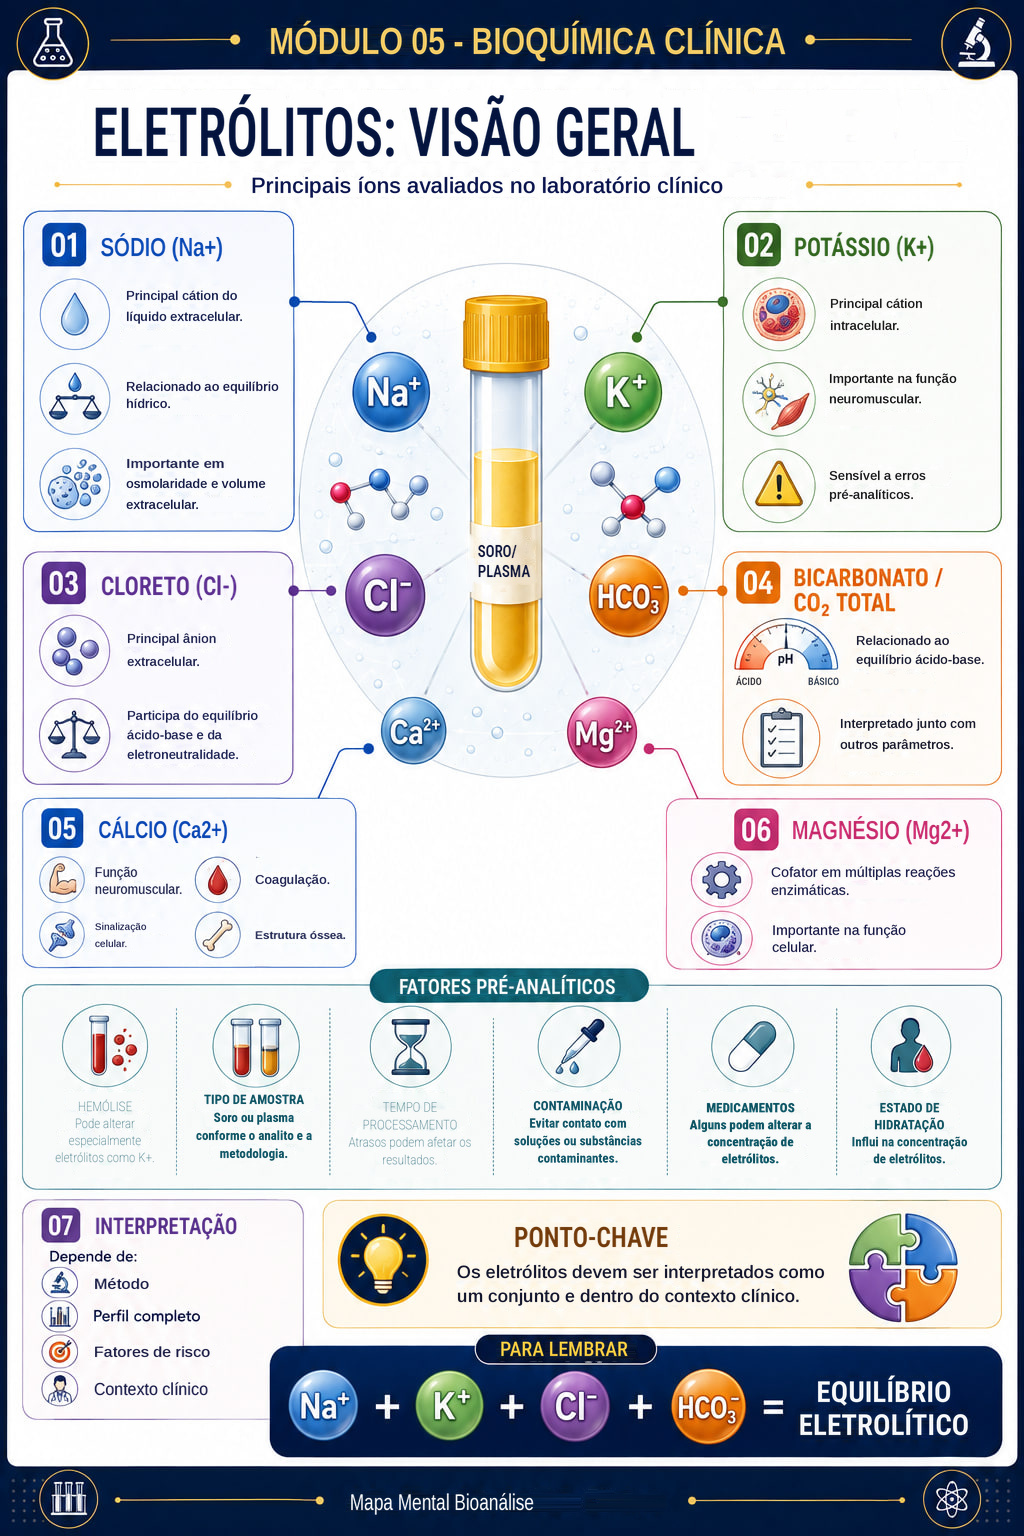 MÓDULO 05 - BIOQUÍMICA CLÍNICA
ELETRÓLITOS: VISÃO GERAL
Principais íons avaliados no laboratório clínico
01 SÓDIO (Na+)
Principal cátion do
líquido extracelular.
Relacionado ao equilíbrio
hídrico.
Importante em
osmolaridade e volume
extracelular.
02 POTÁSSIO (K+)
Principal cátion
intracelular.
Importante na função
neuromuscular.
Sensível a erros
pré-analíticos.
Na⁺
K⁺
SORO/
PLASMA
Cl⁻
HCO₃⁻
Ca²⁺
Mg²⁺
03 CLORETO (Cl-)
Principal ânion
extracelular.
Participa do equilíbrio
ácido-base e da
eletroneutralidade.
04 BICARBONATO /
CO₂ TOTAL
pH
ÁCIDO BÁSICO
Relacionado ao
equilíbrio ácido-base.
Interpretado junto com
outros parâmetros.
05 CÁLCIO (Ca2+)
Função
neuromuscular.
Coagulação.
Sinalização
celular.
Estrutura óssea.
06 MAGNÉSIO (Mg2+)
Cofator em múltiplas reações
enzimáticas.
Importante na função
celular.
FATORES PRÉ-ANALÍTICOS
HEMÓLISE
Pode alterar
especialmente
eletrólitos como K+.
TIPO DE AMOSTRA
Soro ou plasma
conforme o analito e a
metodologia.
TEMPO DE
PROCESSAMENTO
Atrasos podem afetar os
resultados.
CONTAMINAÇÃO
Evitar contato com
soluções ou substâncias
contaminantes.
MEDICAMENTOS
Alguns podem alterar a
concentração de
eletrólitos.
ESTADO DE
HIDRATAÇÃO
Influi na concentração
de eletrólitos.
07 INTERPRETAÇÃO
Depende de:
Método
Perfil completo
Fatores de risco
Contexto clínico
PONTO-CHAVE
Os eletrólitos devem ser interpretados como
um conjunto e dentro do contexto clínico.
PARA LEMBRAR
Na⁺ + K⁺ + Cl⁻ + HCO₃⁻ = EQUILÍBRIO
ELETROLÍTICO
Mapa Mental Bioanálise